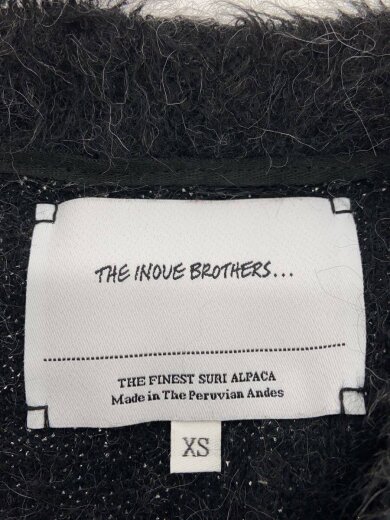 THE INOUE BROTHERS...
THE FINEST SURI ALPACA
Made in The Peruvian Andes
XS